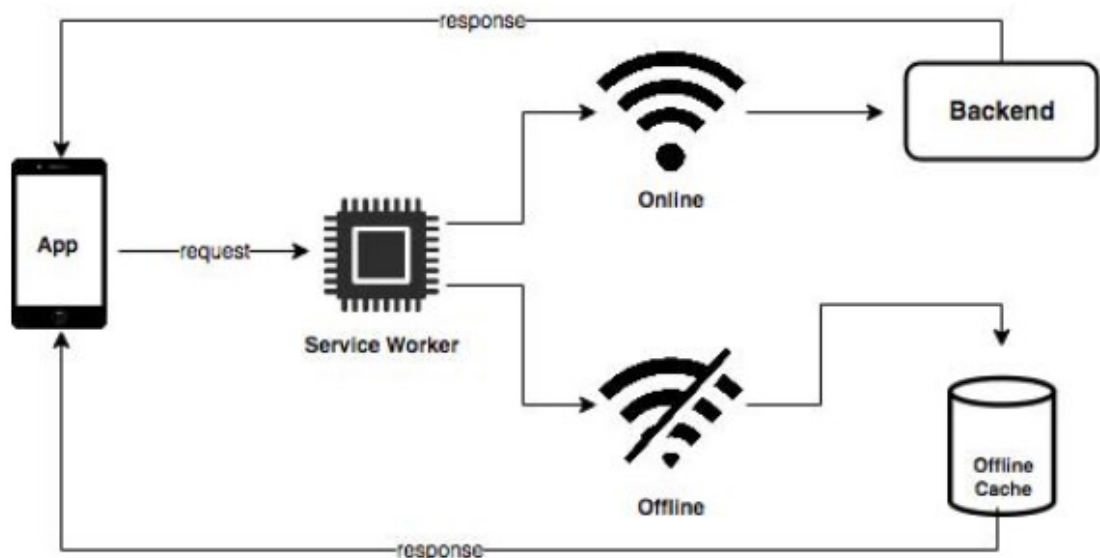 response
Backend
Online
App
request
Service Worker
Offline
Offline
Cache
response